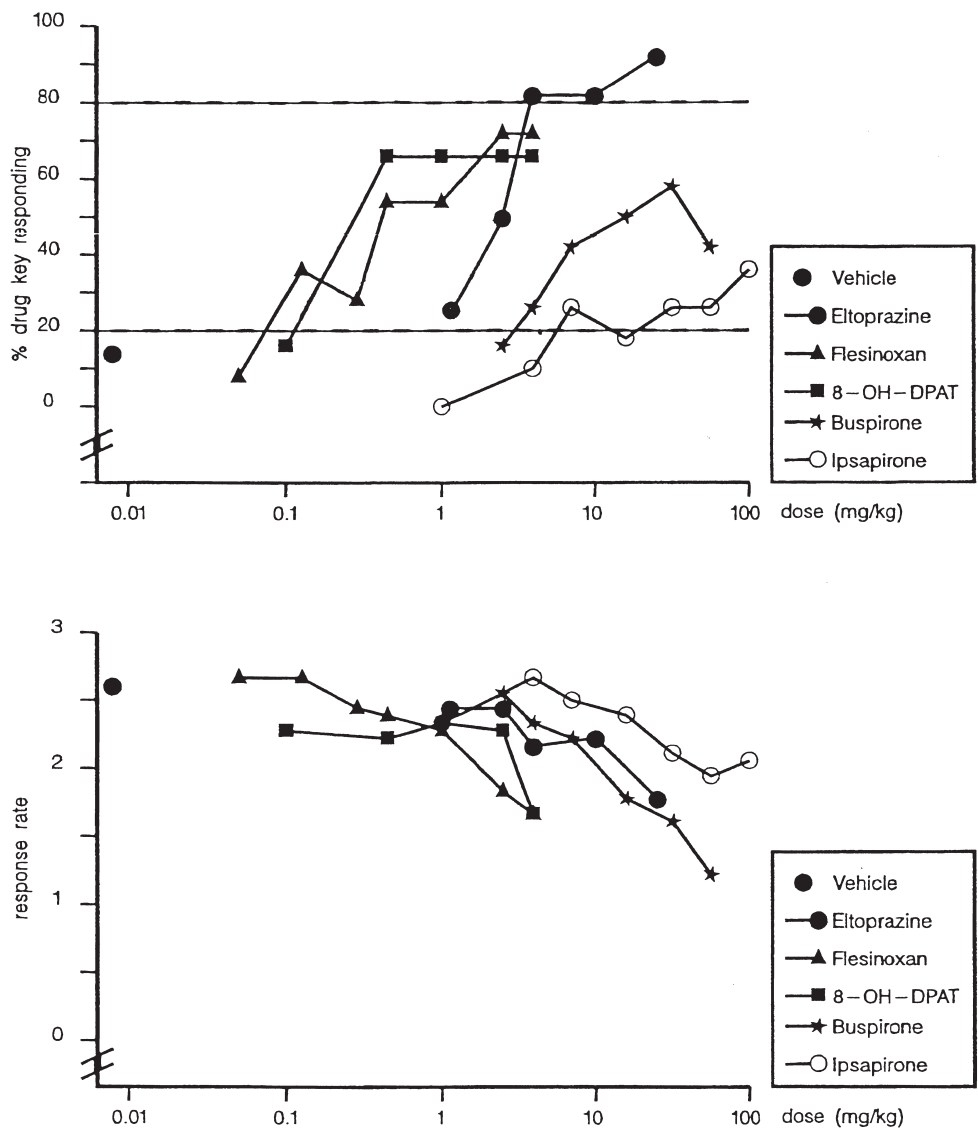 100
80
60
40
20
0
% drug key responding
0.01 0.1 1 10 100 dose (mg/kg)
Vehicle
Eltoprazine
Flesinoxan
8-OH-DPAT
Buspirone
Ipsapirone
3
2
1
0
response rate
0.01 0.1 1 10 100 dose (mg/kg)
Vehicle
Eltoprazine
Flesinoxan
8-OH-DPAT
Buspirone
Ipsapirone